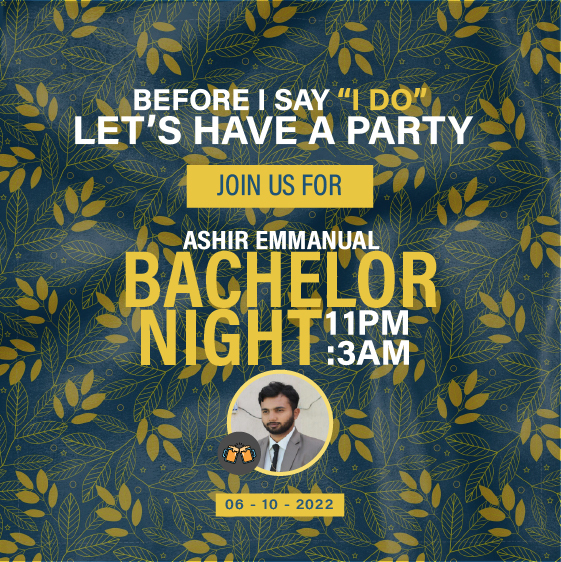 BEFORE I SAY “I DO”
LET’S HAVE A PARTY
JOIN US FOR
ASHIR EMMANUAL
BACHELOR
NIGHT 11PM
:3AM
06 - 10 - 2022